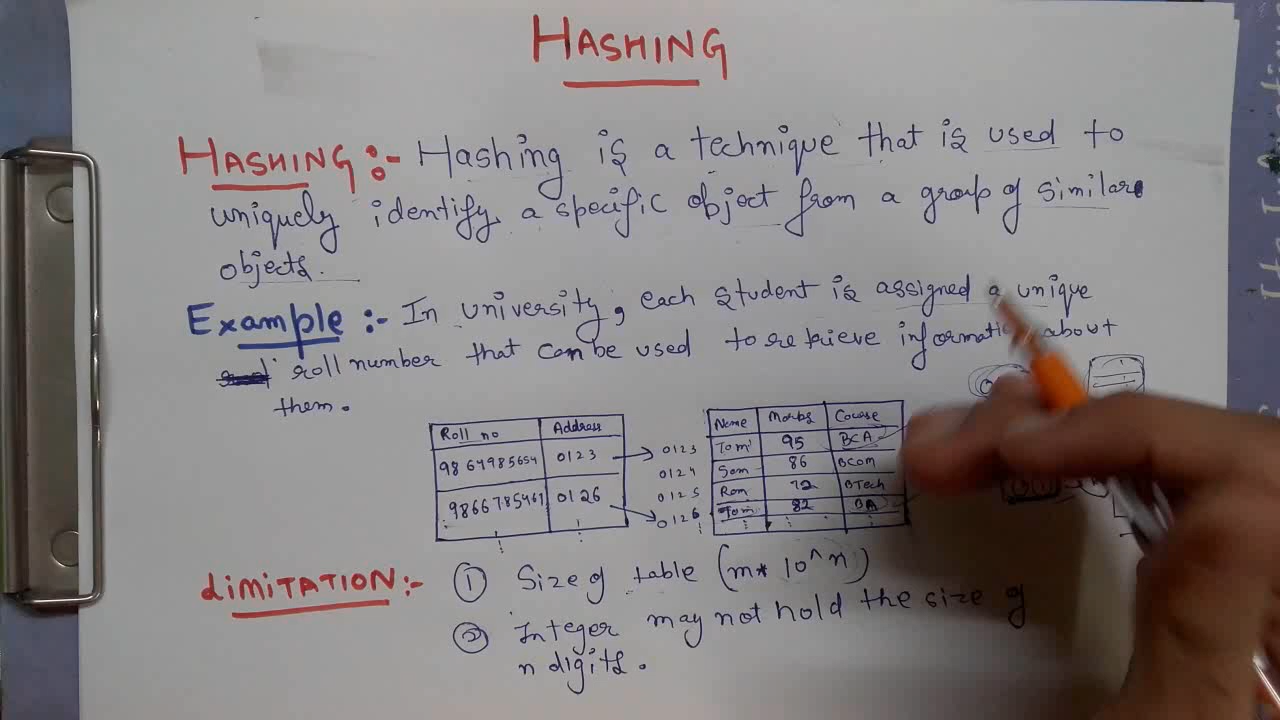 HASHING
HASHING:- Hashing is a technique that is used to
uniquely identify a specific object from a group of similar
objects.
Example:- In university, each student is assigned a unique
roll number that can be used to retrieve information about
them.
Roll no Address
9864985654 0123
9866785461 0126
0123
0124
0125
0126
Name Marks Course
Tom 95 BCA
Sam 86 BCOM
Ram 72 BTech
Tom 82 BA
LIMITATION:- ① Size of table (m* 10^n)
② Integer may not hold the size of
n digits.